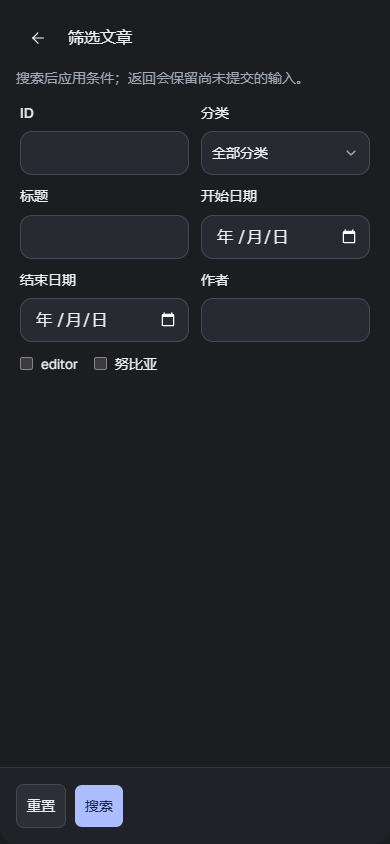 筛选文章
搜索后应用条件；返回会保留尚未提交的输入。
ID 分类
全部分类
标题 开始日期
年 /月/日
结束日期 作者
年 /月/日
editor 努比亚
重置 搜索